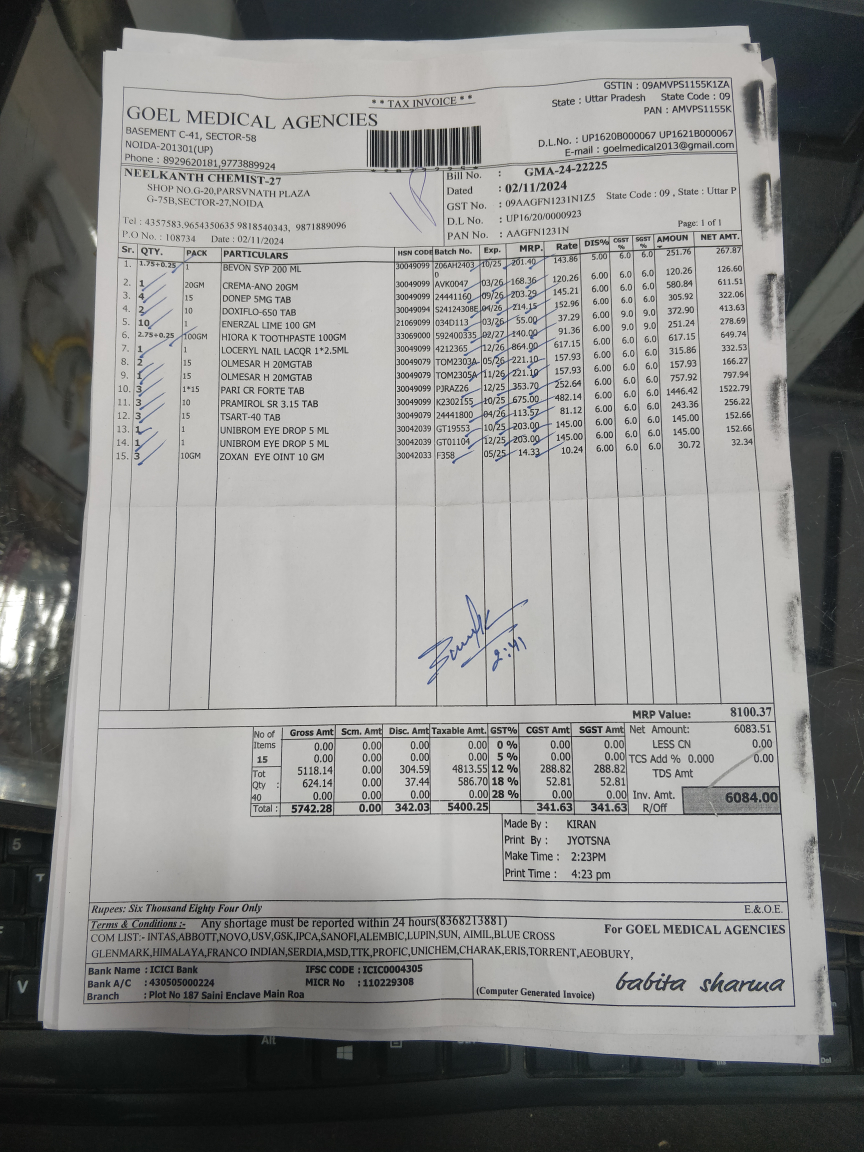 * * TAX INVOICE * *
GSTIN : 09AMVPS1155K1ZA
State : Uttar Pradesh State Code : 09
PAN : AMVPS1155K
GOEL MEDICAL AGENCIES
BASEMENT C-41, SECTOR-58
NOIDA-201301(UP)
Phone : 8929620181,9773889924
D.L.No. : UP1620B000067 UP1621B000067
E-mail : goelmedical2013@gmail.com
NEELKANTH CHEMIST-27
SHOP NO.G-20,PARSVNATH PLAZA
G-75B,SECTOR-27,NOIDA
Tel : 4357583,9654350635 9818540343, 9871889096
P.O No. : 108734 Date : 02/11/2024
Bill No. : GMA-24-22225
Dated : 02/11/2024
GST No. : 09AAGFN1231N1Z5 State Code : 09 , State : Uttar P
D.L No. : UP16/20/0000923
PAN No. : AAGFN1231N
Page: 1 of 1
Sr. QTY. PACK PARTICULARS HSN CODE Batch No. Exp. MRP. Rate DIS% CGST % SGST % AMOUN T NET AMT.
1. 1.75+0.25 1 BEVON SYP 200 ML 30049099 Z06AH2403 0 10/25 201.40 143.86 5.00 6.0 6.0 251.76 267.87
2. 1 20GM CREMA-ANO 20GM 30049099 AVK0047 03/26 168.36 120.26 6.00 6.0 6.0 120.26 126.60
3. 4 15 DONEP 5MG TAB 30049099 24441160 09/26 203.29 145.21 6.00 6.0 6.0 580.84 611.51
4. 2 10 DOXIFLO-650 TAB 30049094 S24124308E 04/26 214.15 152.96 6.00 6.0 6.0 305.92 322.06
5. 10 1 ENERZAL LIME 100 GM 21069099 034D113 03/26 55.00 37.29 6.00 9.0 9.0 372.90 413.63
6. 2.75+0.25 100GM HIORA K TOOTHPASTE 100GM 33069000 592400335 02/27 140.00 91.36 6.00 9.0 9.0 251.24 278.69
7. 1 1 LOCERYL NAIL LACQR 1*2.5ML 30049099 4212365 12/26 864.00 617.15 6.00 6.0 6.0 617.15 649.74
8. 2 15 OLMESAR H 20MGTAB 30049079 TOM2303A 05/26 221.10 157.93 6.00 6.0 6.0 315.86 332.53
9. 1 15 OLMESAR H 20MGTAB 30049079 TOM2305A 11/26 221.10 157.93 6.00 6.0 6.0 157.93 166.27
10. 3 1*15 PARI CR FORTE TAB 30049099 PJRAZ26 12/25 353.70 252.64 6.00 6.0 6.0 757.92 797.94
11. 3 10 PRAMIROL SR 3.15 TAB 30049099 K2302155 10/25 675.00 482.14 6.00 6.0 6.0 1446.42 1522.79
12. 3 15 TSART-40 TAB 30049079 24441800 04/26 113.57 81.12 6.00 6.0 6.0 243.36 256.22
13. 1 1 UNIBROM EYE DROP 5 ML 30042039 GT19553 10/25 203.00 145.00 6.00 6.0 6.0 145.00 152.66
14. 1 1 UNIBROM EYE DROP 5 ML 30042039 GT01104 12/25 203.00 145.00 6.00 6.0 6.0 145.00 152.66
15. 3 10GM ZOXAN EYE OINT 10 GM 30042033 F358 05/25 14.33 10.24 6.00 6.0 6.0 30.72 32.34
2:41
MRP Value: 8100.37
No of Items 15 Gross Amt Scm. Amt Disc. Amt Taxable Amt. GST% CGST Amt SGST Amt
0.00 0.00 0.00 0.00 0 % 0.00 0.00
0.00 0.00 0.00 0.00 5 % 0.00 0.00
Tot Qty : 40 5118.14 0.00 304.59 4813.55 12 % 288.82 288.82
624.14 0.00 37.44 586.70 18 % 52.81 52.81
0.00 0.00 0.00 0.00 28 % 0.00 0.00
Total : 5742.28 0.00 342.03 5400.25 341.63 341.63
Net Amount: 6083.51
LESS CN 0.00
TCS Add % 0.000 0.00
TDS Amt
Inv. Amt. 6084.00
R/Off
Made By : KIRAN
Print By : JYOTSNA
Make Time : 2:23PM
Print Time : 4:23 pm
Rupees: Six Thousand Eighty Four Only
E.&.O.E.
Terms & Conditions :- Any shortage must be reported within 24 hours(8368213881)
COM LIST:- INTAS,ABBOTT,NOVO,USV,GSK,IPCA,SANOFI,ALEMBIC,LUPIN,SUN, AIMIL,BLUE CROSS
GLENMARK,HIMALAYA,FRANCO INDIAN,SERDIA,MSD,TTK,PROFIC,UNICHEM,CHARAK,ERIS,TORRENT,AEOBURY,
For GOEL MEDICAL AGENCIES
Bank Name : ICICI Bank IFSC CODE : ICIC0004305
Bank A/C : 430505000224 MICR No : 110229308
Branch : Plot No 187 Saini Enclave Main Roa
(Computer Generated Invoice)
babita sharma